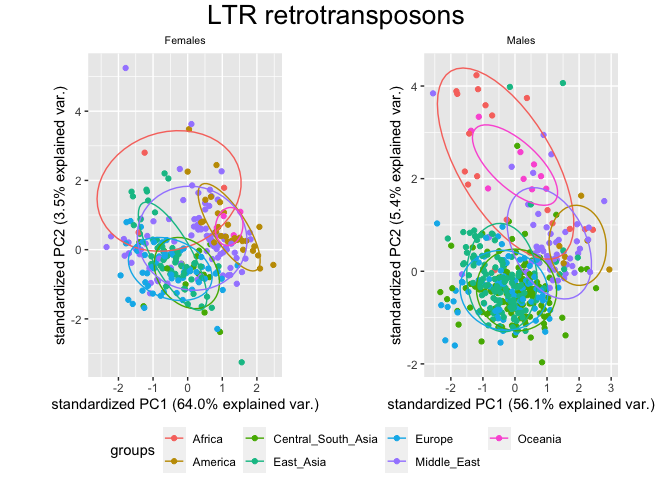 LTR retrotransposons
Females
Males
standardized PC2 (3.5% explained var.)
4
2
0
-2
-2
-1
0
1
2
standardized PC1 (64.0% explained var.)
standardized PC2 (5.4% explained var.)
4
2
0
-2
-2
-1
0
1
2
3
standardized PC1 (56.1% explained var.)
groups
Africa
Central_South_Asia
Europe
Oceania
America
East_Asia
Middle_East